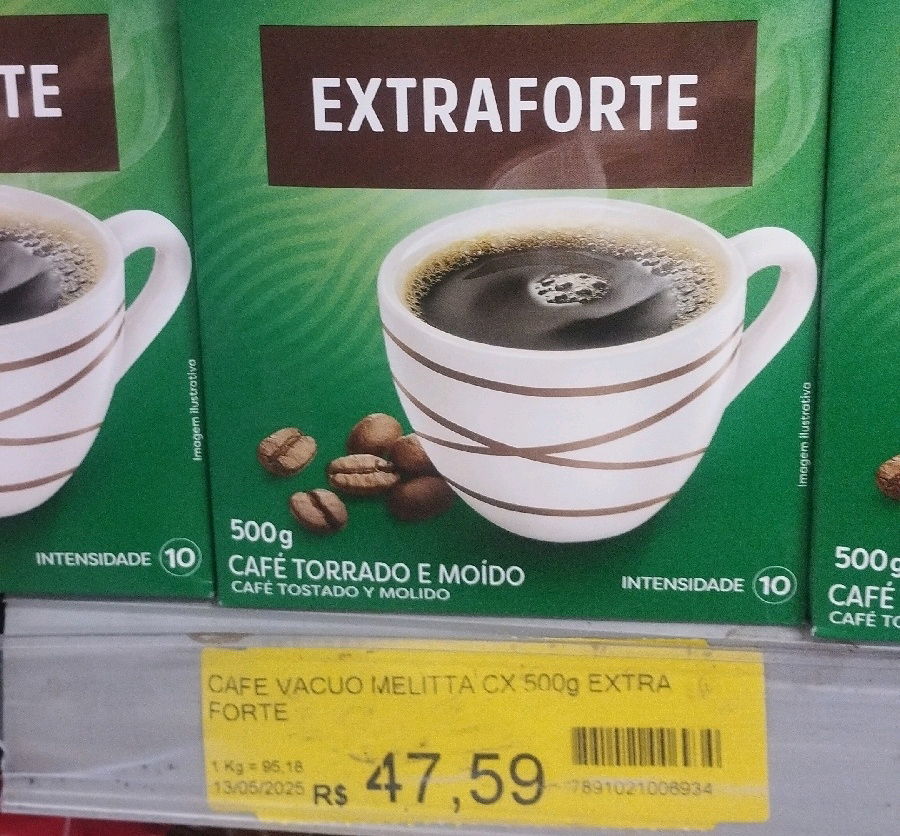 TE
EXTRAFORTE
Imagem ilustrativa
Imagem ilustrativa
INTENSIDADE 10
500g
CAFÉ TORRADO E MOÍDO
CAFÉ TOSTADO Y MOLIDO
INTENSIDADE 10
500g
CAFÉ
CAFÉ TO
CAFE VACUO MELITTA CX 500g EXTRA
FORTE
1 Kg = 95,18
13/05/2025
R$ 47,59
7891021006934